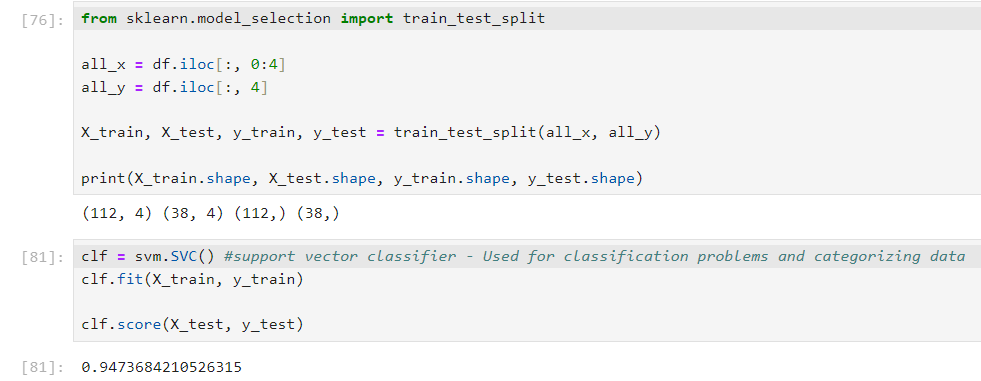 [76]: from sklearn.model_selection import train_test_split
all_x = df.iloc[:, 0:4]
all_y = df.iloc[:, 4]
X_train, X_test, y_train, y_test = train_test_split(all_x, all_y)
print(X_train.shape, X_test.shape, y_train.shape, y_test.shape)
(112, 4) (38, 4) (112,) (38,)
[81]: clf = svm.SVC() #support vector classifier - Used for classification problems and categorizing data
clf.fit(X_train, y_train)
clf.score(X_test, y_test)
[81]: 0.9473684210526315